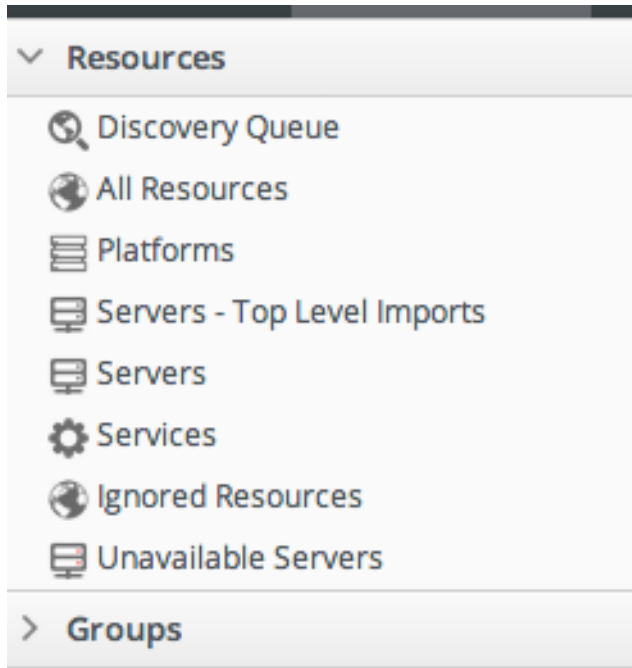 Resources
Discovery Queue
All Resources
Platforms
Servers - Top Level Imports
Servers
Services
Ignored Resources
Unavailable Servers
Groups